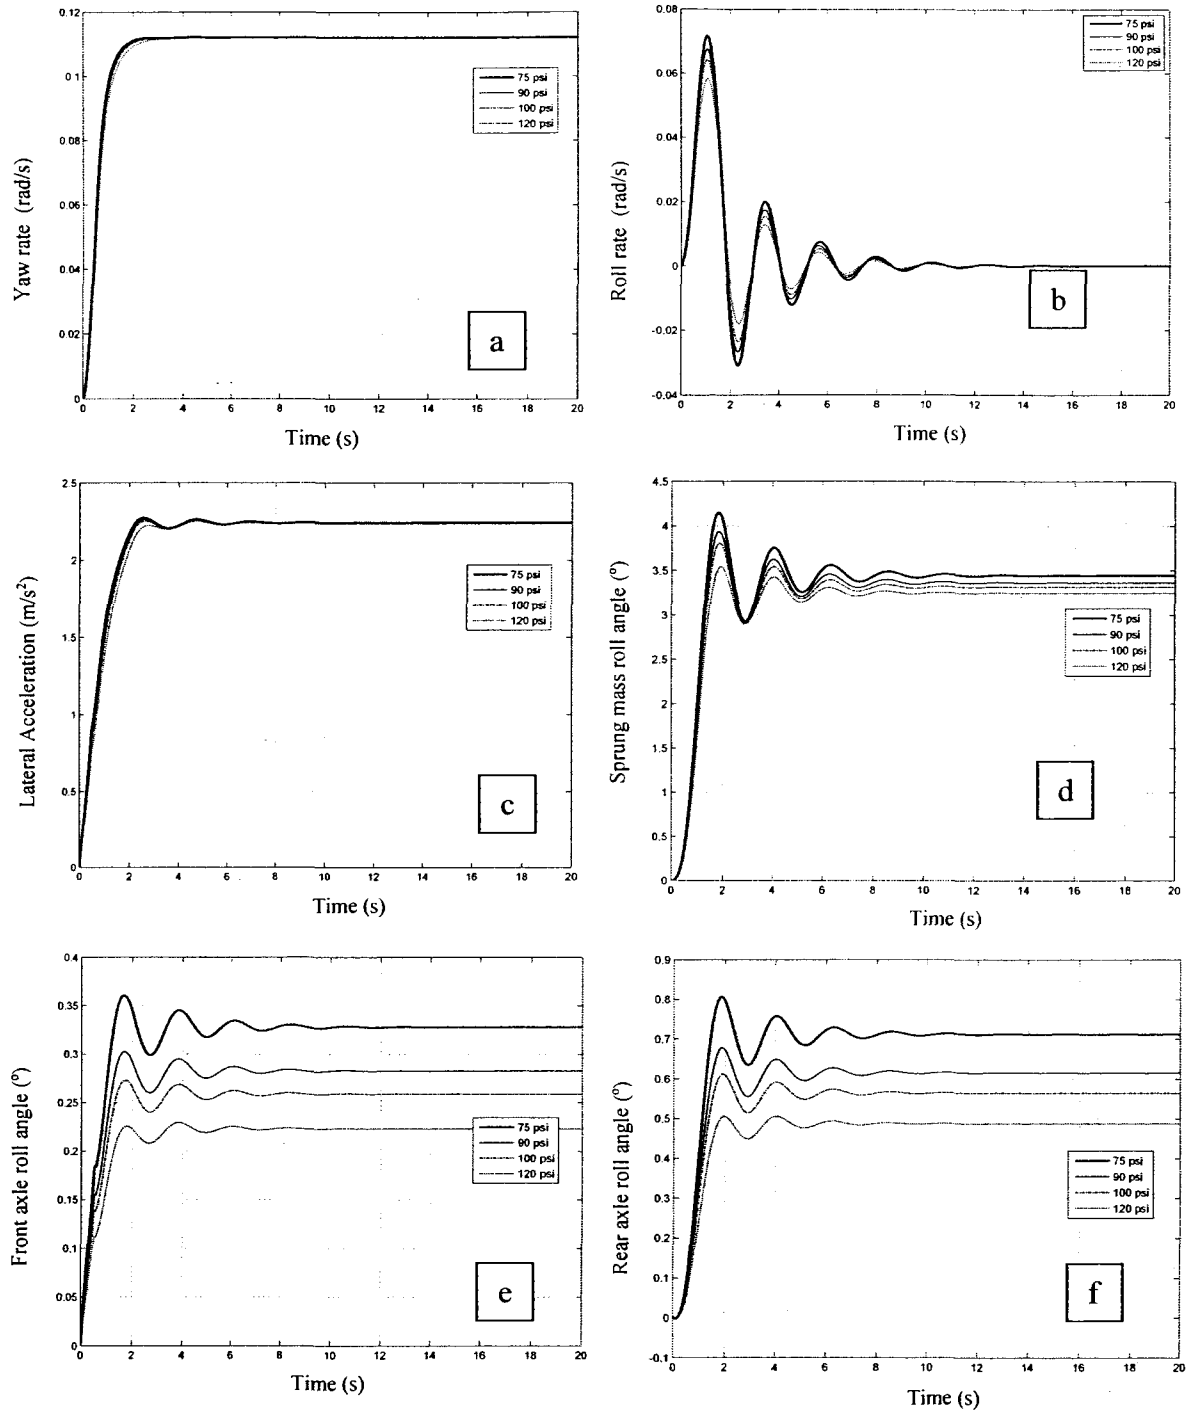 0.12
0.1
0.08
0.06
0.04
0.02
0
Yaw rate (rad/s)
75 psi
90 psi
100 psi
120 psi
a
0 2 4 6 8 10 12 14 16 18 20
Time (s)
0.08
0.06
0.04
0.02
0
-0.02
-0.04
Roll rate (rad/s)
75 psi
90 psi
100 psi
120 psi
b
0 2 4 6 8 10 12 14 16 18 20
Time (s)
2.5
2
1.5
1
0.5
0
Lateral Acceleration (m/s²)
75 psi
90 psi
100 psi
120 psi
c
0 2 4 6 8 10 12 14 16 18 20
Time (s)
4.5
4
3.5
3
2.5
2
1.5
1
0.5
0
Sprung mass roll angle (°)
75 psi
90 psi
100 psi
120 psi
d
0 2 4 6 8 10 12 14 16 18 20
Time (s)
0.4
0.35
0.3
0.25
0.2
0.15
0.1
0.05
0
Front axle roll angle (°)
75 psi
90 psi
100 psi
120 psi
e
0 2 4 6 8 10 12 14 16 18 20
Time (s)
0.9
0.8
0.7
0.6
0.5
0.4
0.3
0.2
0.1
0
-0.1
Rear axle roll angle (°)
75 psi
90 psi
100 psi
120 psi
f
0 2 4 6 8 10 12 14 16 18 20
Time (s)